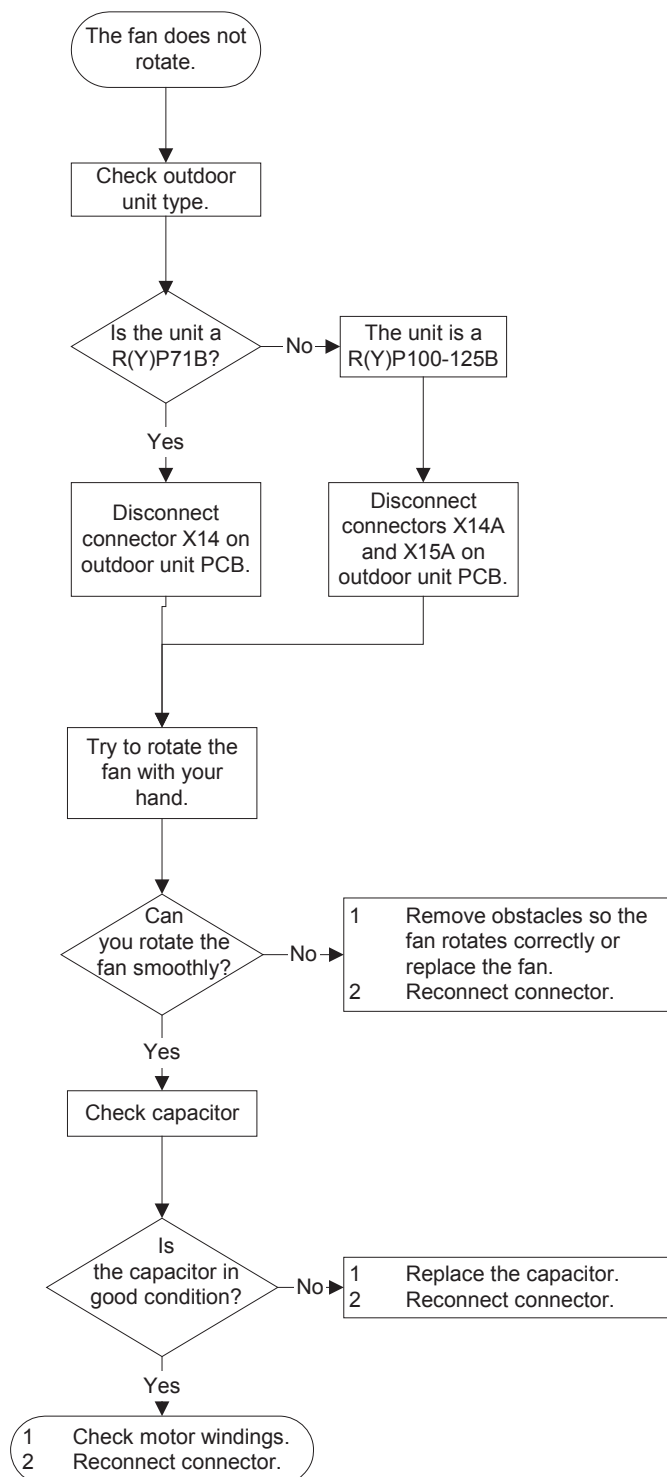 The fan does not
rotate.
Check outdoor
unit type.
Is the unit a
R(Y)P71B?
No
The unit is a
R(Y)P100-125B
Yes
Disconnect
connector X14 on
outdoor unit PCB.
Disconnect
connectors X14A
and X15A on
outdoor unit PCB.
Try to rotate the
fan with your
hand.
Can
you rotate the
fan smoothly?
No
1 Remove obstacles so the
fan rotates correctly or
replace the fan.
2 Reconnect connector.
Yes
Check capacitor
Is
the capacitor in
good condition?
No
1 Replace the capacitor.
2 Reconnect connector.
Yes
1 Check motor windings.
2 Reconnect connector.